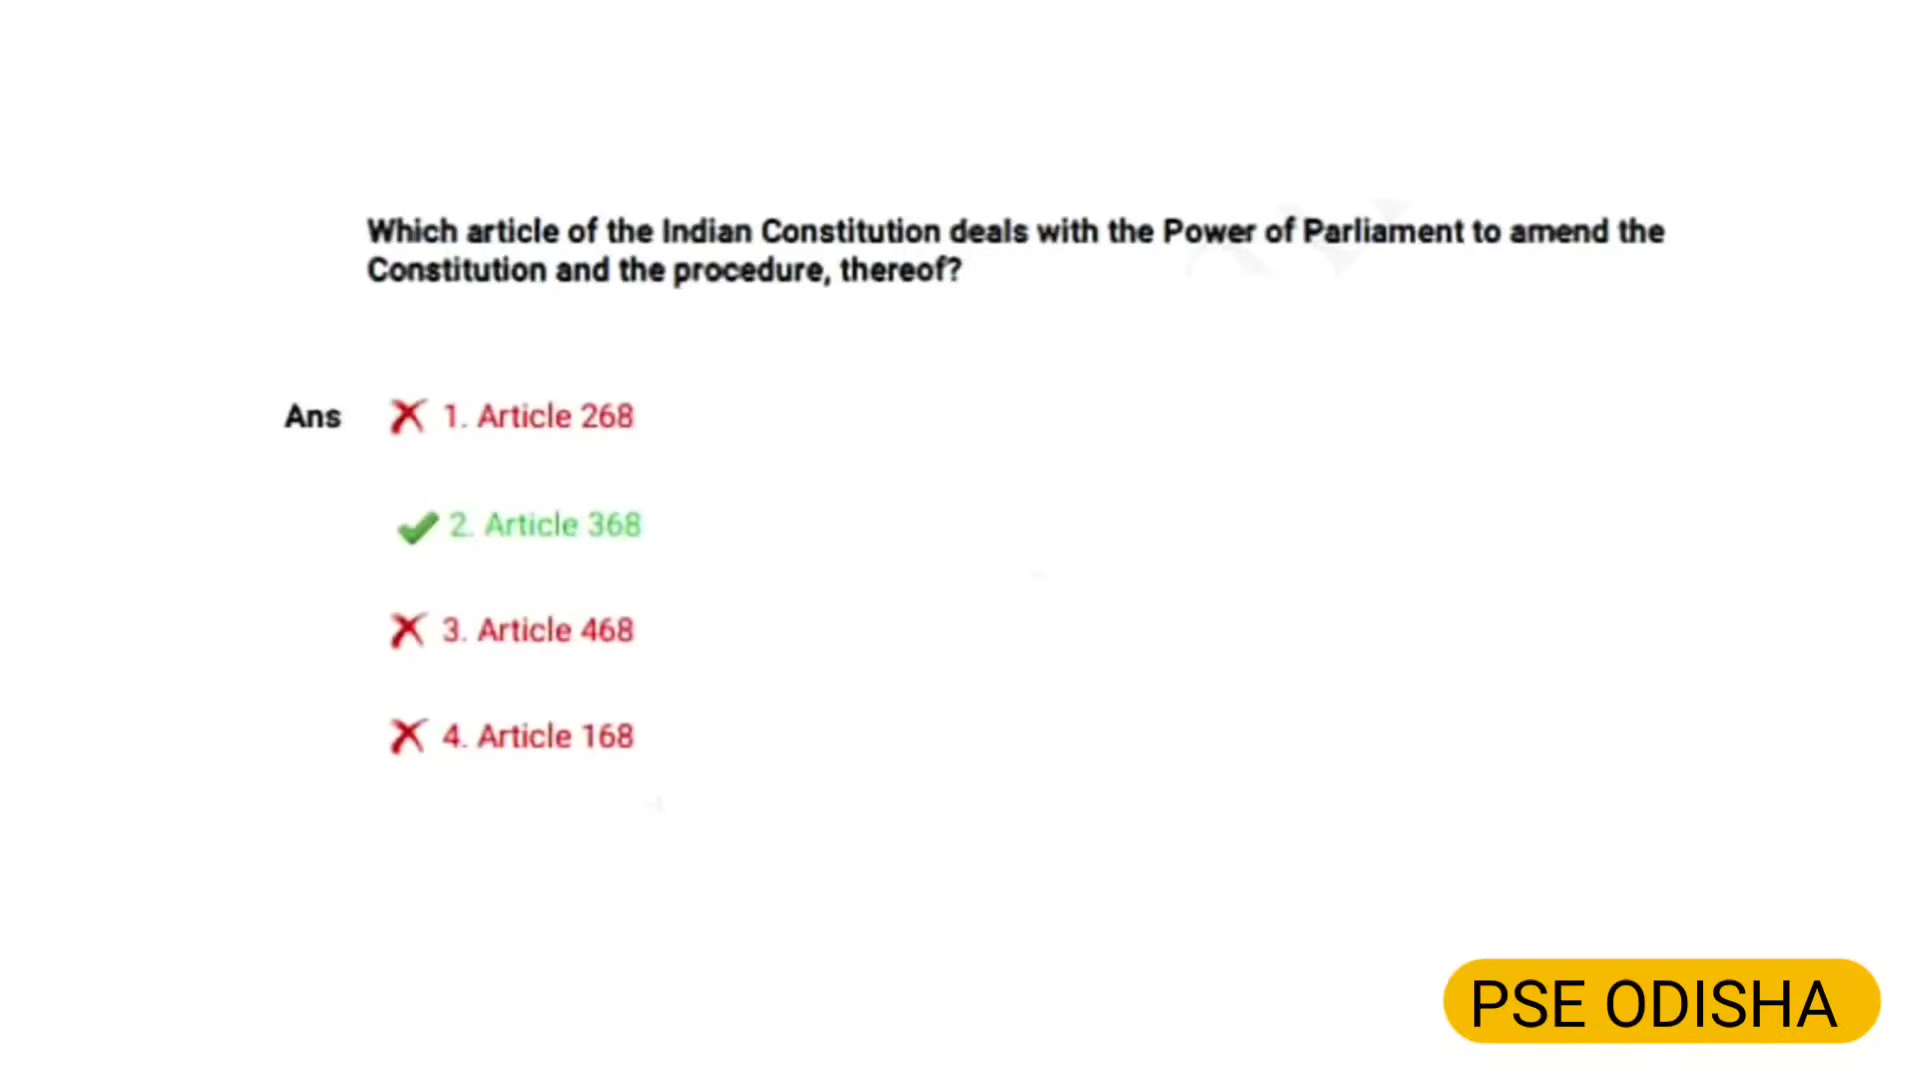 Which article of the Indian Constitution deals with the Power of Parliament to amend the
Constitution and the procedure, thereof?
Ans 1. Article 268
2. Article 368
3. Article 468
4. Article 168
PSE ODISHA